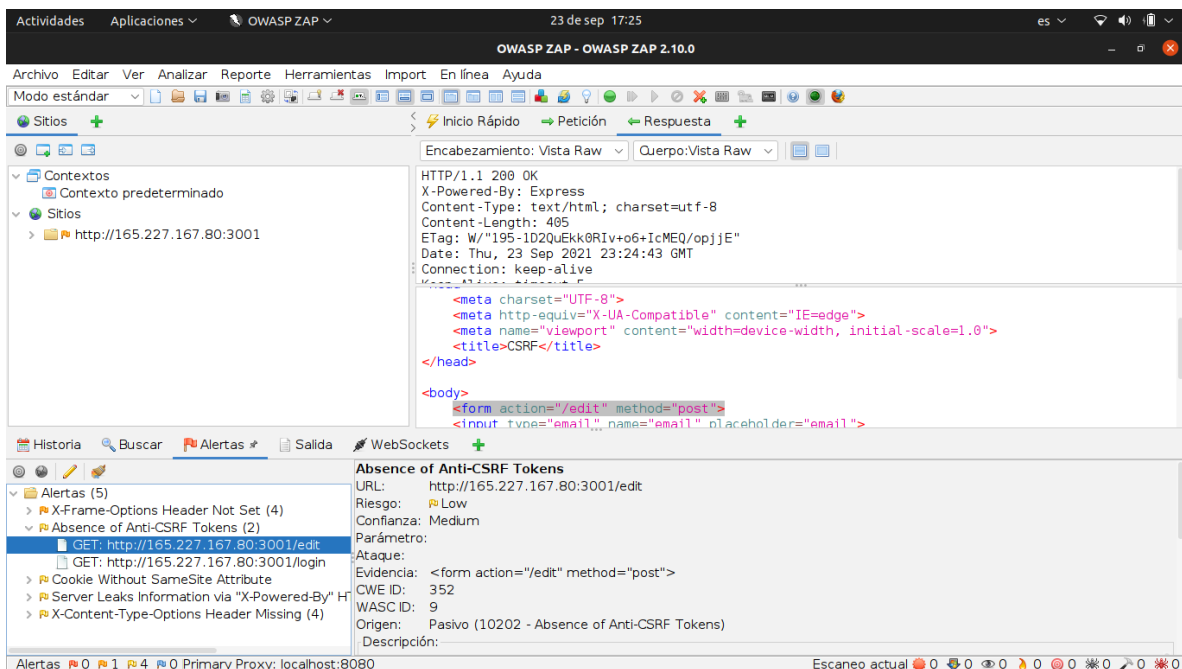 Actividades Aplicaciones OWASP ZAP 23 de sep 17:25 es
OWASP ZAP - OWASP ZAP 2.10.0
Archivo Editar Ver Analizar Reporte Herramientas Import En línea Ayuda
Modo estándar
Sitios
Inicio Rápido Petición Respuesta
Encabezamiento: Vista Raw Cuerpo:Vista Raw
Contextos
Contexto predeterminado
Sitios
http://165.227.167.80:3001
HTTP/1.1 200 OK
X-Powered-By: Express
Content-Type: text/html; charset=utf-8
Content-Length: 405
ETag: W/"195-1D2QuEkk0RIv+o6+IcMEQ/opjjE"
Date: Thu, 23 Sep 2021 23:24:43 GMT
Connection: keep-alive
<meta charset="UTF-8">
<meta http-equiv="X-UA-Compatible" content="IE=edge">
<meta name="viewport" content="width=device-width, initial-scale=1.0">
<title>CSRF</title>
</head>
<body>
<form action="/edit" method="post">
<input type="email" name="email" placeholder="email">
Historia Buscar Alertas Salida WebSockets
Alertas (5)
X-Frame-Options Header Not Set (4)
Absence of Anti-CSRF Tokens (2)
GET: http://165.227.167.80:3001/edit
GET: http://165.227.167.80:3001/login
Cookie Without SameSite Attribute
Server Leaks Information via "X-Powered-By" HT
X-Content-Type-Options Header Missing (4)
Absence of Anti-CSRF Tokens
URL: http://165.227.167.80:3001/edit
Riesgo: Low
Confianza: Medium
Parámetro:
Ataque:
Evidencia: <form action="/edit" method="post">
CWE ID: 352
WASC ID: 9
Origen: Pasivo (10202 - Absence of Anti-CSRF Tokens)
Descripción:
Alertas 0 1 4 0 Primary Proxy: localhost:8080 Escaneo actual 0 0 0 0 0 0 0 0